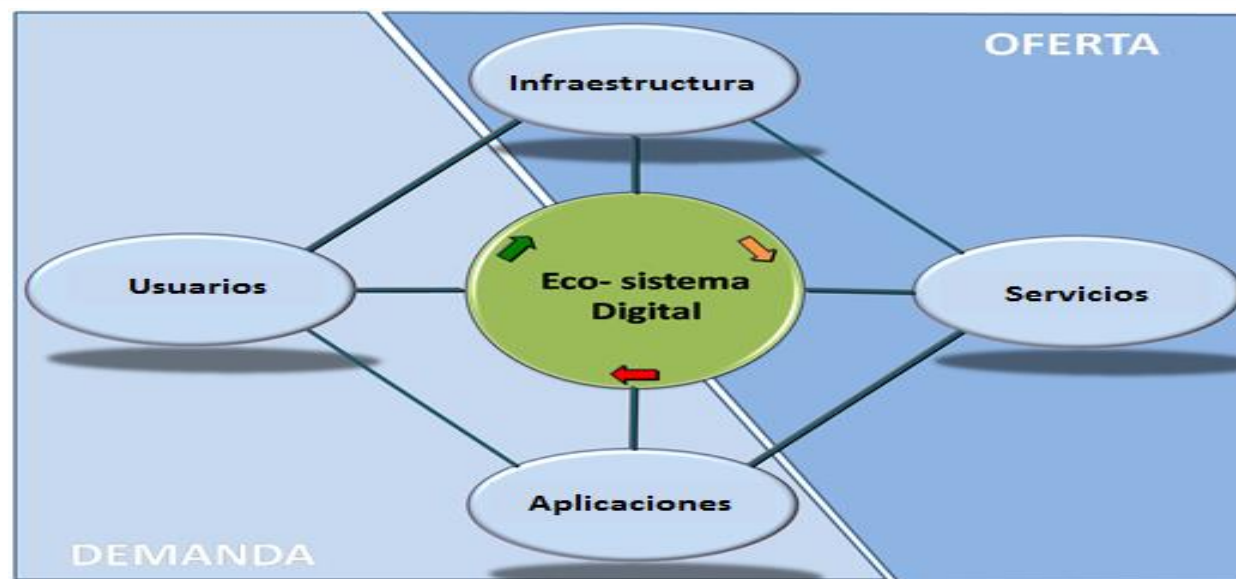 OFERTA
Infraestructura
Usuarios
Eco- sistema
Digital
Servicios
Aplicaciones
DEMANDA